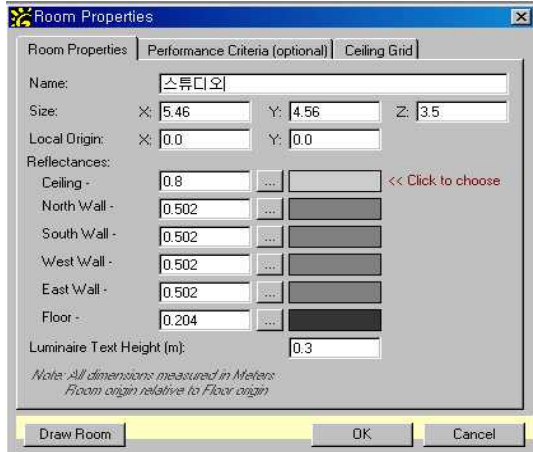 Room Properties
Room Properties Performance Criteria (optional) Ceiling Grid
Name: 스튜디오
Size: X: 5.46 Y: 4.56 Z: 3.5
Local Origin: X: 0.0 Y: 0.0
Reflectances:
Ceiling - 0.8 ... << Click to choose
North Wall - 0.502 ...
South Wall - 0.502 ...
West Wall - 0.502 ...
East Wall - 0.502 ...
Floor - 0.204 ...
Luminaire Text Height (m): 0.3
Note: All dimensions measured in Meters
Room origin relative to Floor origin
Draw Room OK Cancel